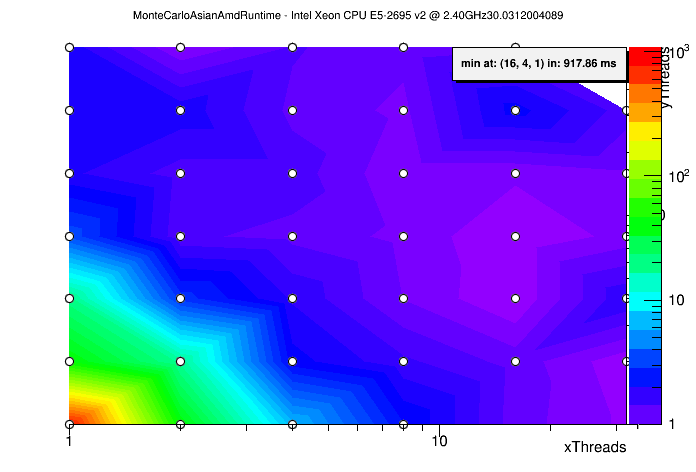 MonteCarloAsianAmdRuntime - Intel Xeon CPU E5-2695 v2 @ 2.40GHz30.0312004089
min at: (16, 4, 1) in: 917.86 ms
10³
yThreads
10²
10
1
1
10
xThreads